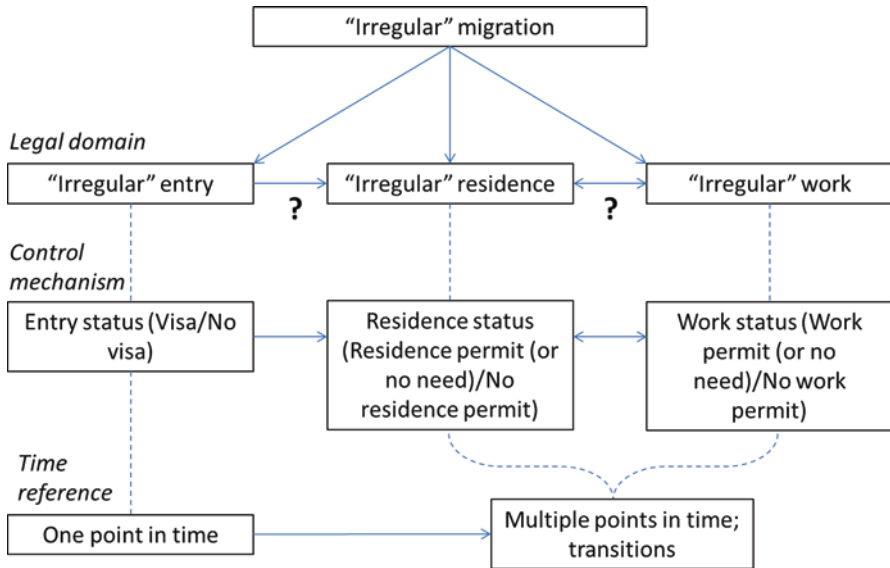 “Irregular” migration
Legal domain
“Irregular” entry
“Irregular” residence
“Irregular” work
?
?
Control
mechanism
Entry status (Visa/No
visa)
Residence status
(Residence permit (or
no need)/No
residence permit)
Work status (Work
permit (or no
need)/No work
permit)
Time
reference
One point in time
Multiple points in time;
transitions